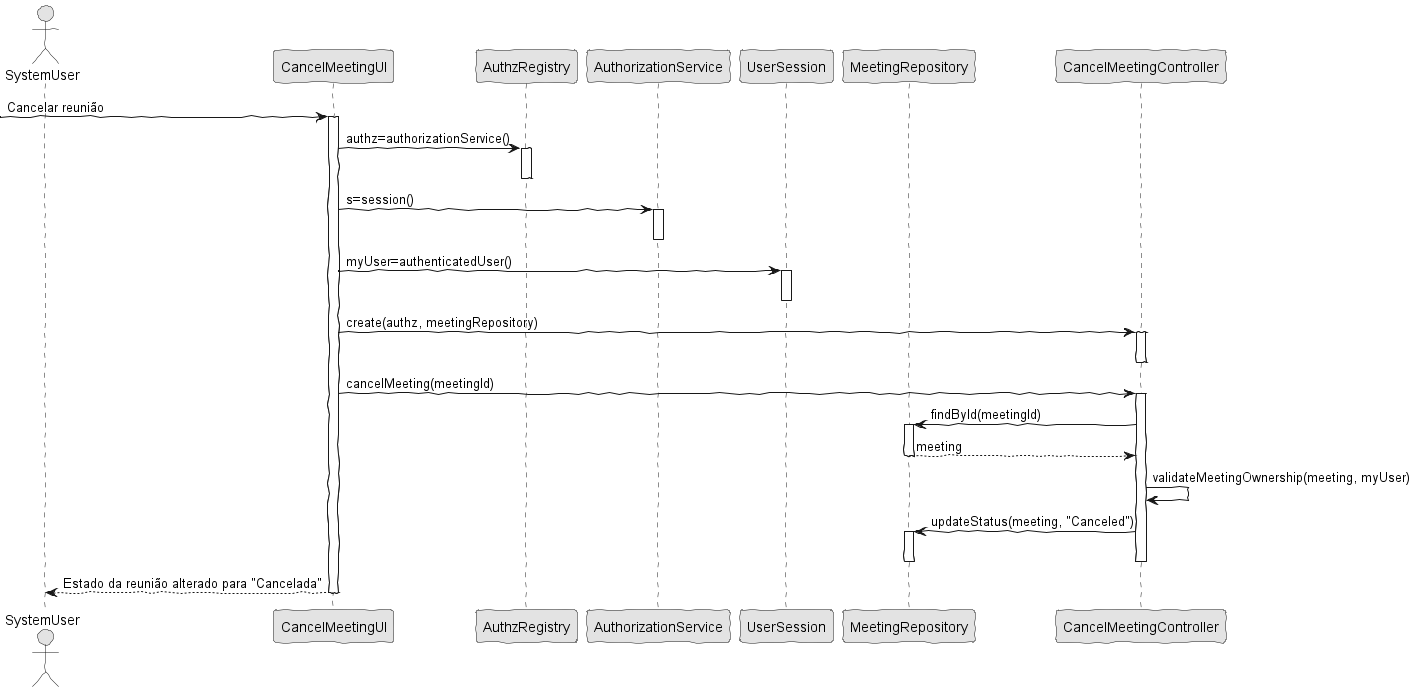 SystemUser
CancelMeetingUI
AuthzRegistry
AuthorizationService
UserSession
MeetingRepository
CancelMeetingController
Cancelar reunião
authz=authorizationService()
s=session()
myUser=authenticatedUser()
create(authz, meetingRepository)
cancelMeeting(meetingId)
findById(meetingId)
meeting
validateMeetingOwnership(meeting, myUser)
updateStatus(meeting, "Canceled")
Estado da reunião alterado para "Cancelada"
SystemUser
CancelMeetingUI
AuthzRegistry
AuthorizationService
UserSession
MeetingRepository
CancelMeetingController